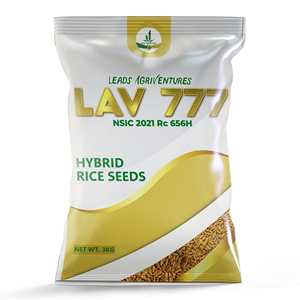 LEADS AGRIVENTURES
LAV 777
NSIC 2021 Rc 656H
HYBRID
RICE SEEDS
NET WT. 3KG